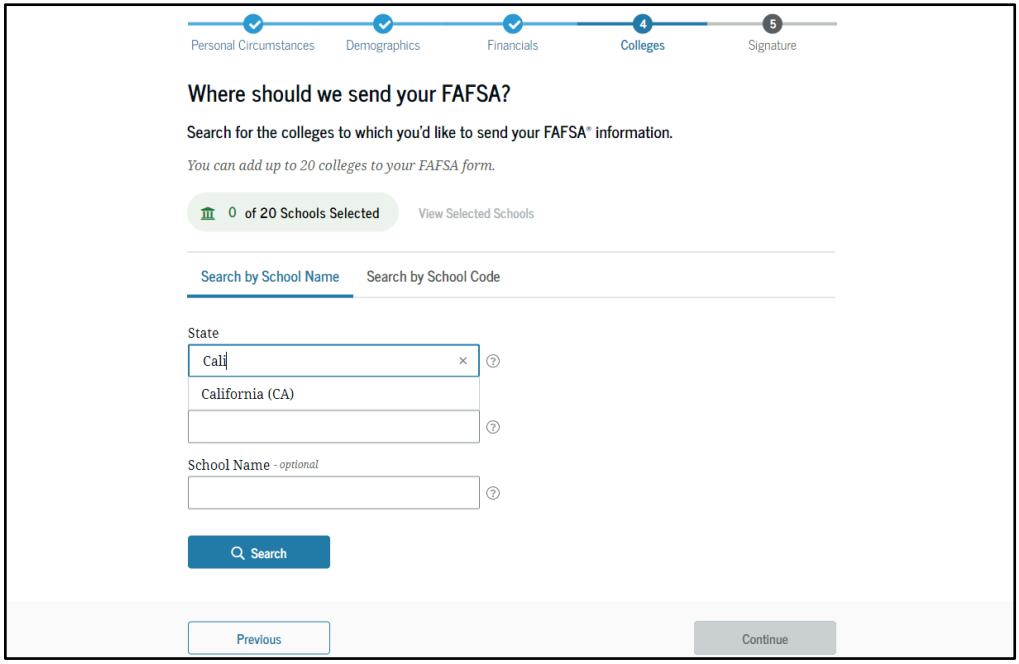 4 5
Personal Circumstances Demographics Financials Colleges Signature
Where should we send your FAFSA?
Search for the colleges to which you'd like to send your FAFSA® information.
You can add up to 20 colleges to your FAFSA form.
0 of 20 Schools Selected View Selected Schools
Search by School Name Search by School Code
State
Cali × ?
California (CA)
?
School Name - optional
?
Search
Previous Continue